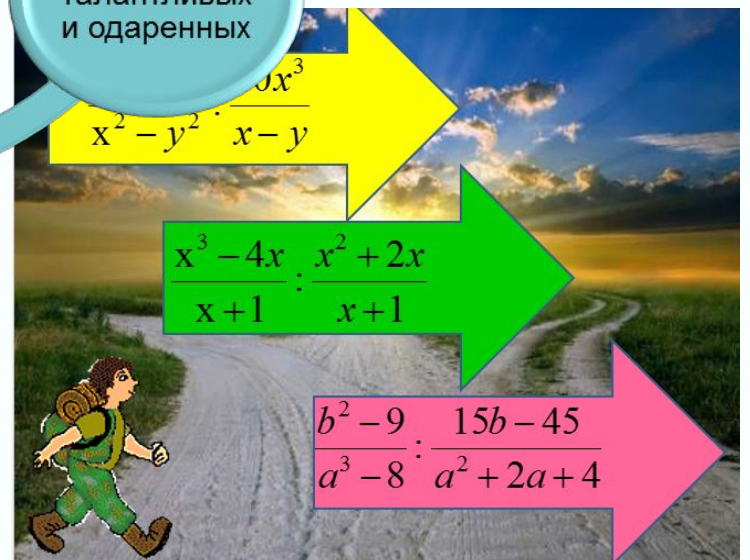 и одаренных
x² − y² : x − y
(x³ − 4x)/(x + 1) : (x² + 2x)/(x + 1)
(b² − 9)/(a³ − 8) : (15b − 45)/(a² + 2a + 4)